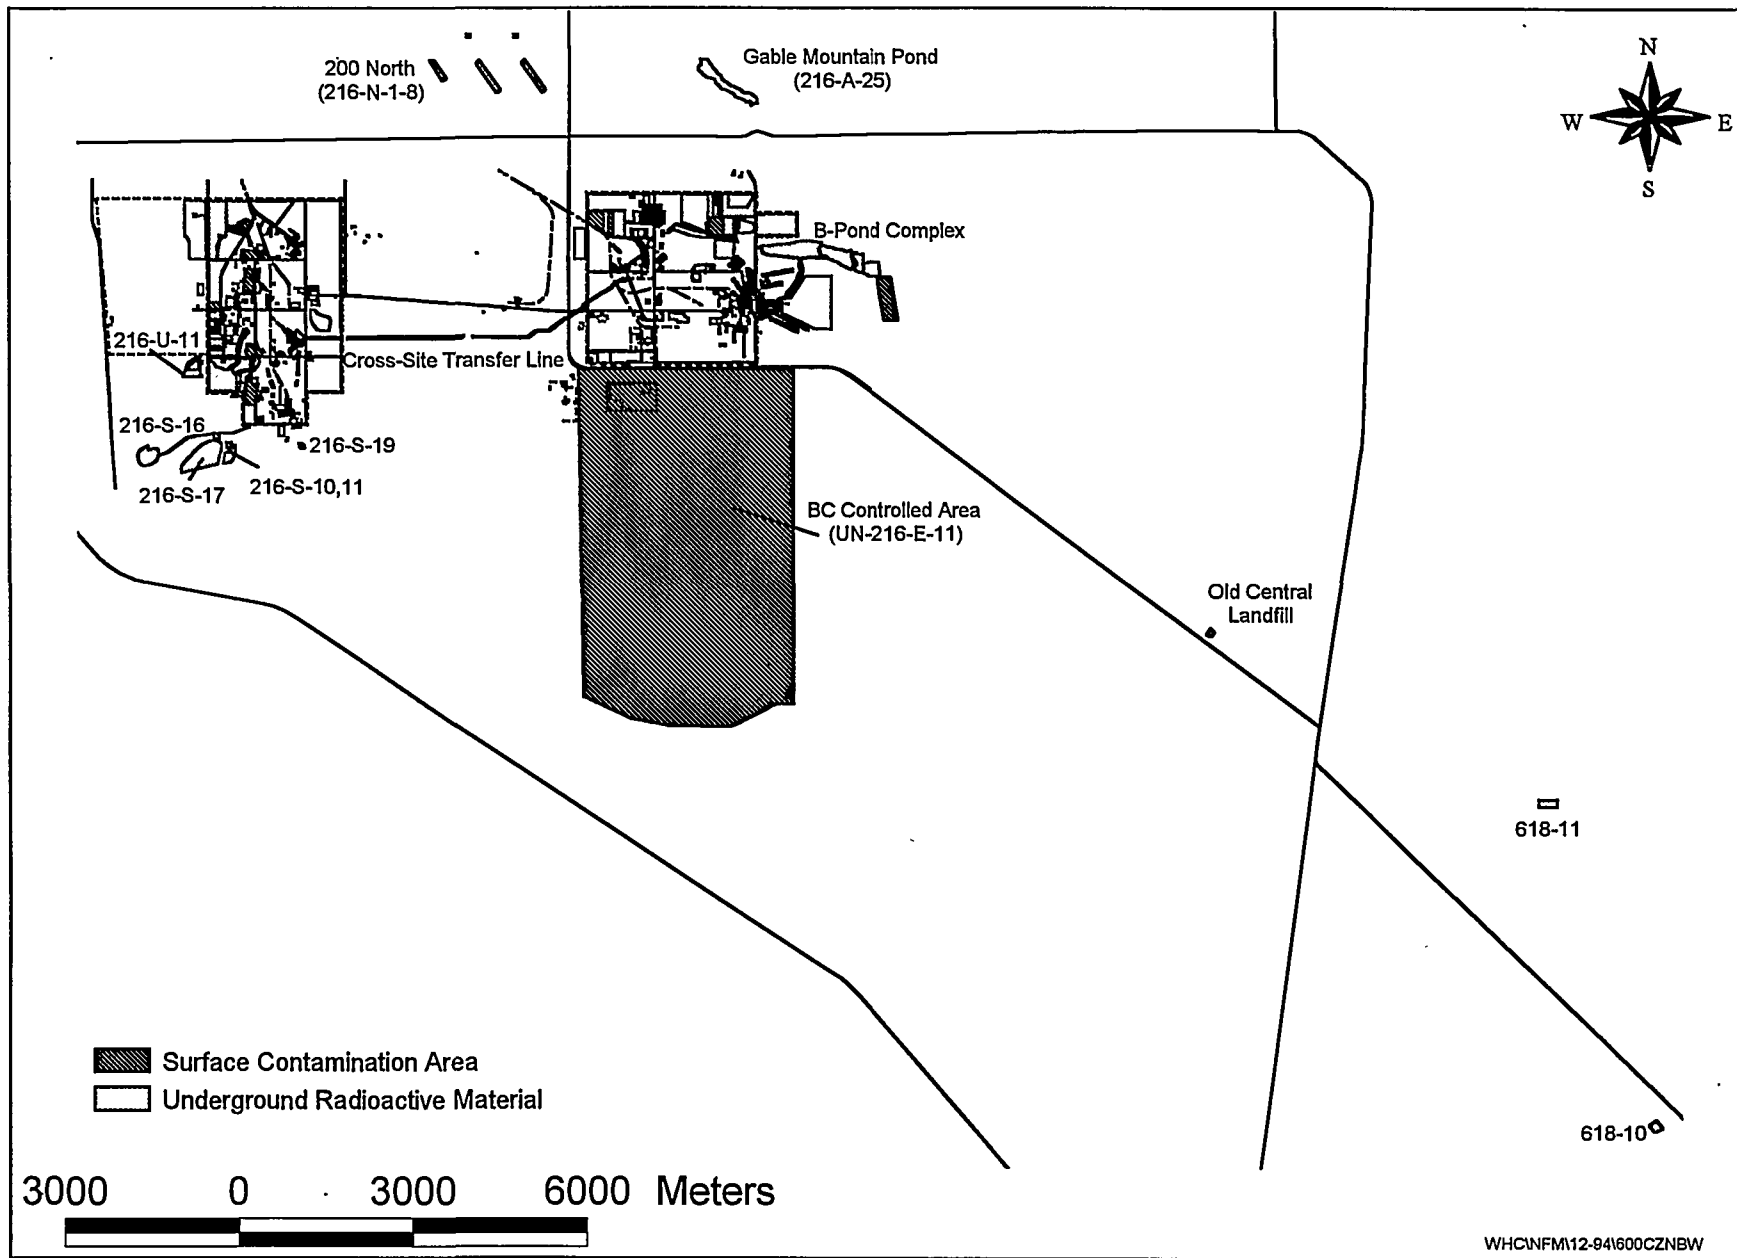 200 North
(216-N-1-8)
Gable Mountain Pond
(216-A-25)
N
W
E
S
B-Pond Complex
216-U-11
Cross-Site Transfer Line
216-S-16
216-S-19
216-S-17
216-S-10,11
BC Controlled Area
(UN-216-E-11)
Old Central
Landfill
618-11
618-10
Surface Contamination Area
Underground Radioactive Material
3000 0 3000 6000 Meters
WHC\NFM\12-94\600CZNBW